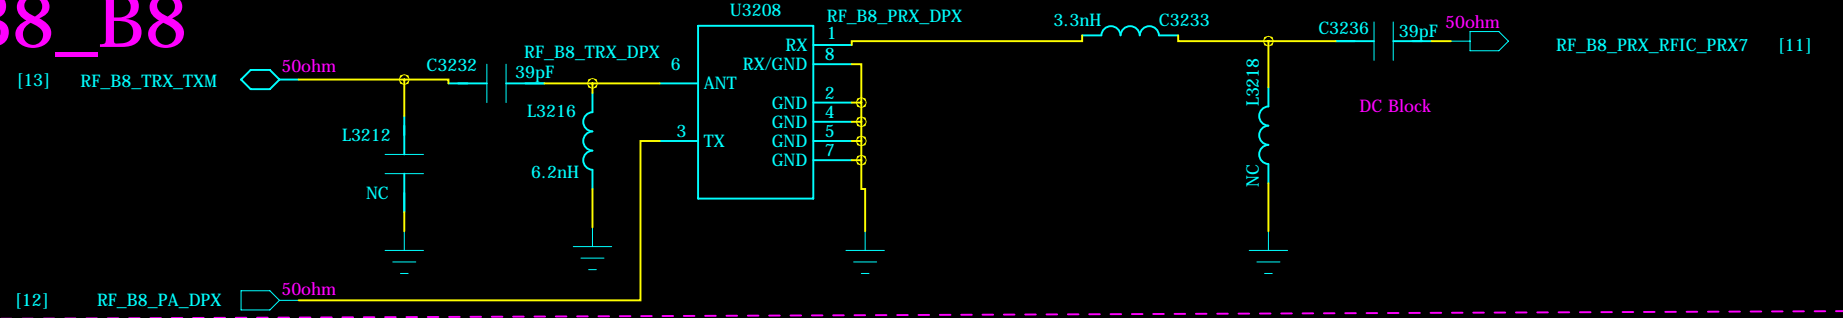 B8_B8
U3208
RF_B8_PRX_DPX
3.3nH
C3233
C3236
39pF
50ohm
RF_B8_PRX_RFIC_PRX7
[11]
[13]
RF_B8_TRX_TXM
50ohm
C3232
39pF
RF_B8_TRX_DPX
6
ANT
RX
1
RX/GND
8
GND
2
GND
4
GND
5
GND
7
L3216
6.2nH
3
TX
L3212
NC
L3218
NC
DC Block
[12]
RF_B8_PA_DPX
50ohm